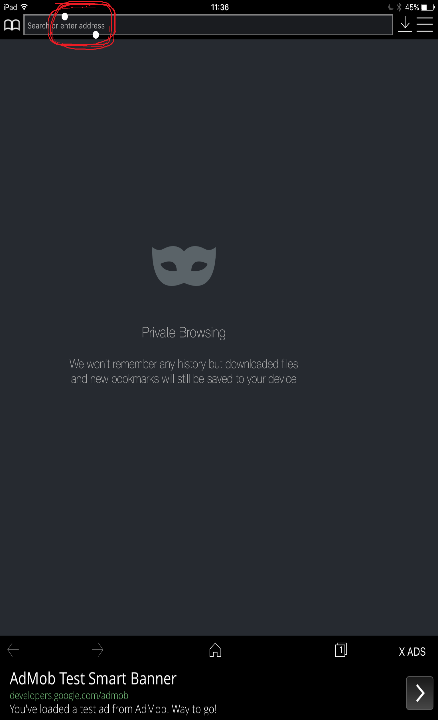 iPad
11:36
45%
Search or enter address
Private Browsing
We won't remember any history but downloaded files
and new bookmarks will still be saved to your device
1
X ADS
AdMob Test Smart Banner
developers.google.com/admob
You've loaded a test ad from AdMob. Way to go!